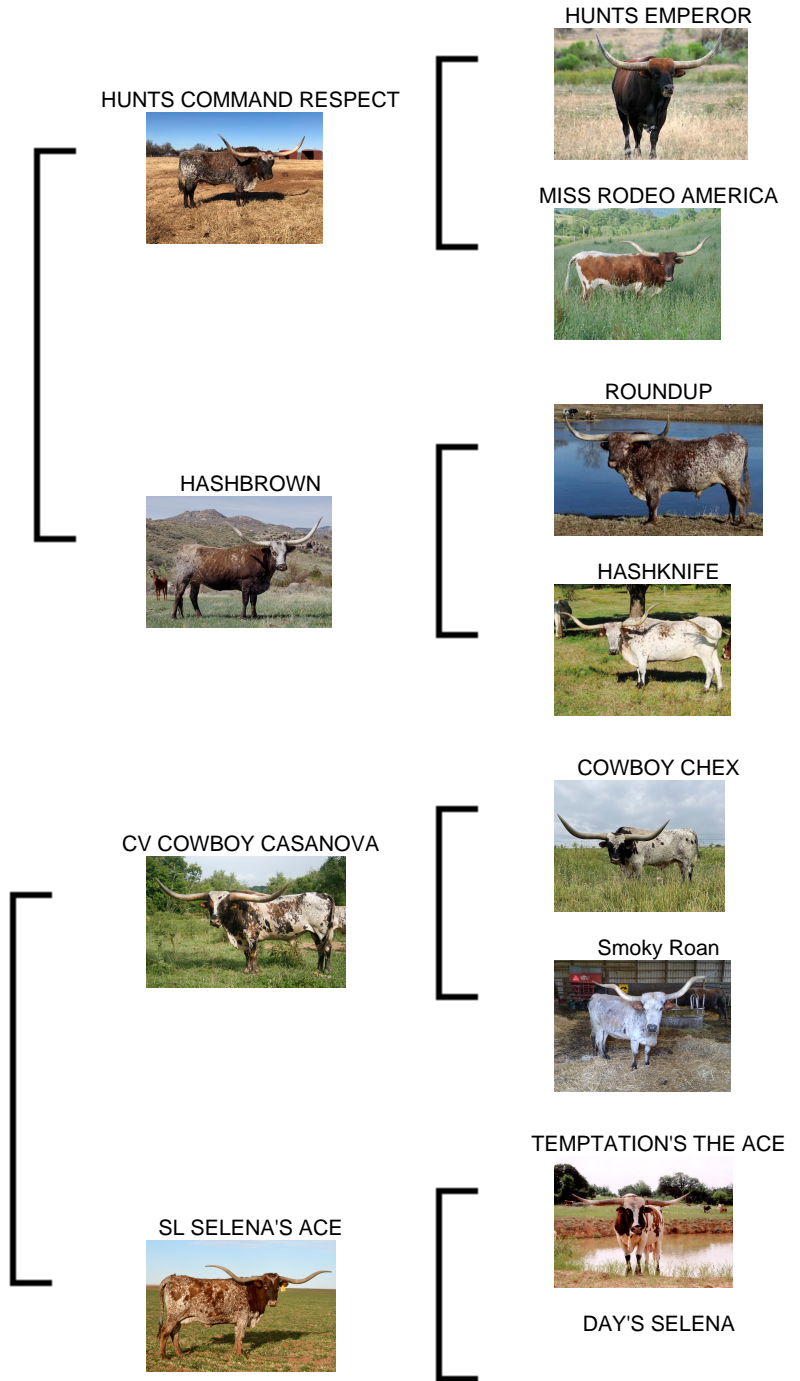 HUNTS EMPEROR
HUNTS COMMAND RESPECT
MISS RODEO AMERICA
ROUNDUP
HASHBROWN
HASHKNIFE
COWBOY CHEX
CV COWBOY CASANOVA
Smoky Roan
TEMPTATION'S THE ACE
SL SELENA'S ACE
DAY'S SELENA